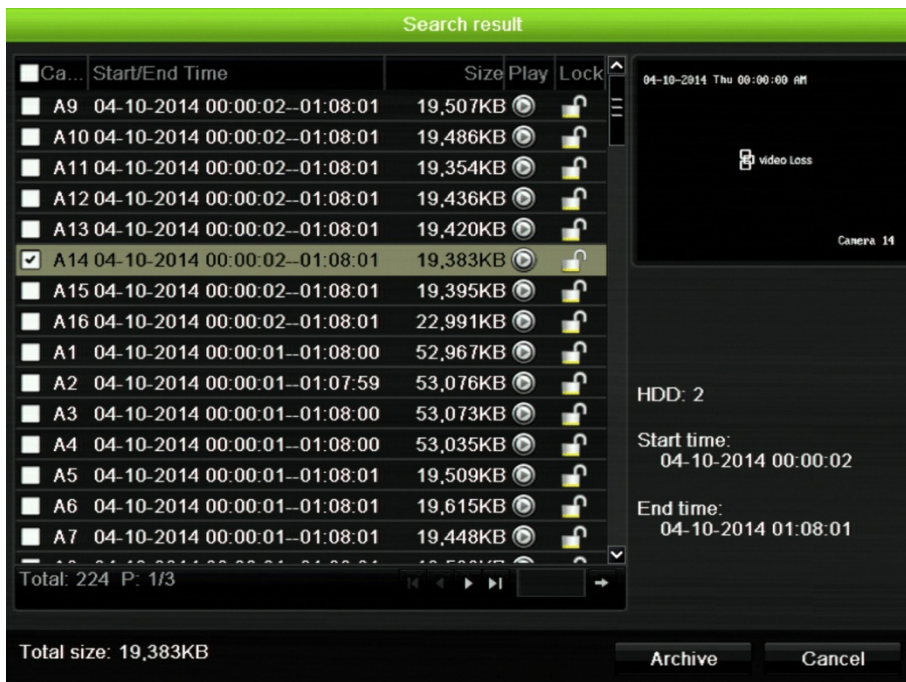 Search result
Ca... Start/End Time Size Play Lock
A9 04-10-2014 00:00:02--01:08:01 19,507KB
A10 04-10-2014 00:00:02--01:08:01 19,486KB
A11 04-10-2014 00:00:02--01:08:01 19,354KB
A12 04-10-2014 00:00:02--01:08:01 19,436KB
A13 04-10-2014 00:00:02--01:08:01 19,420KB
A14 04-10-2014 00:00:02--01:08:01 19,383KB
A15 04-10-2014 00:00:02--01:08:01 19,395KB
A16 04-10-2014 00:00:02--01:08:01 22,991KB
A1 04-10-2014 00:00:01--01:08:00 52,967KB
A2 04-10-2014 00:00:01--01:07:59 53,076KB
A3 04-10-2014 00:00:01--01:08:00 53,073KB
A4 04-10-2014 00:00:01--01:08:00 53,035KB
A5 04-10-2014 00:00:01--01:08:01 19,509KB
A6 04-10-2014 00:00:01--01:08:01 19,615KB
A7 04-10-2014 00:00:01--01:08:01 19,448KB
Total: 224 P: 1/3
04-10-2014 Thu 00:00:00 AM
video Loss
Camera 14
HDD: 2
Start time:
04-10-2014 00:00:02
End time:
04-10-2014 01:08:01
Total size: 19,383KB
Archive
Cancel